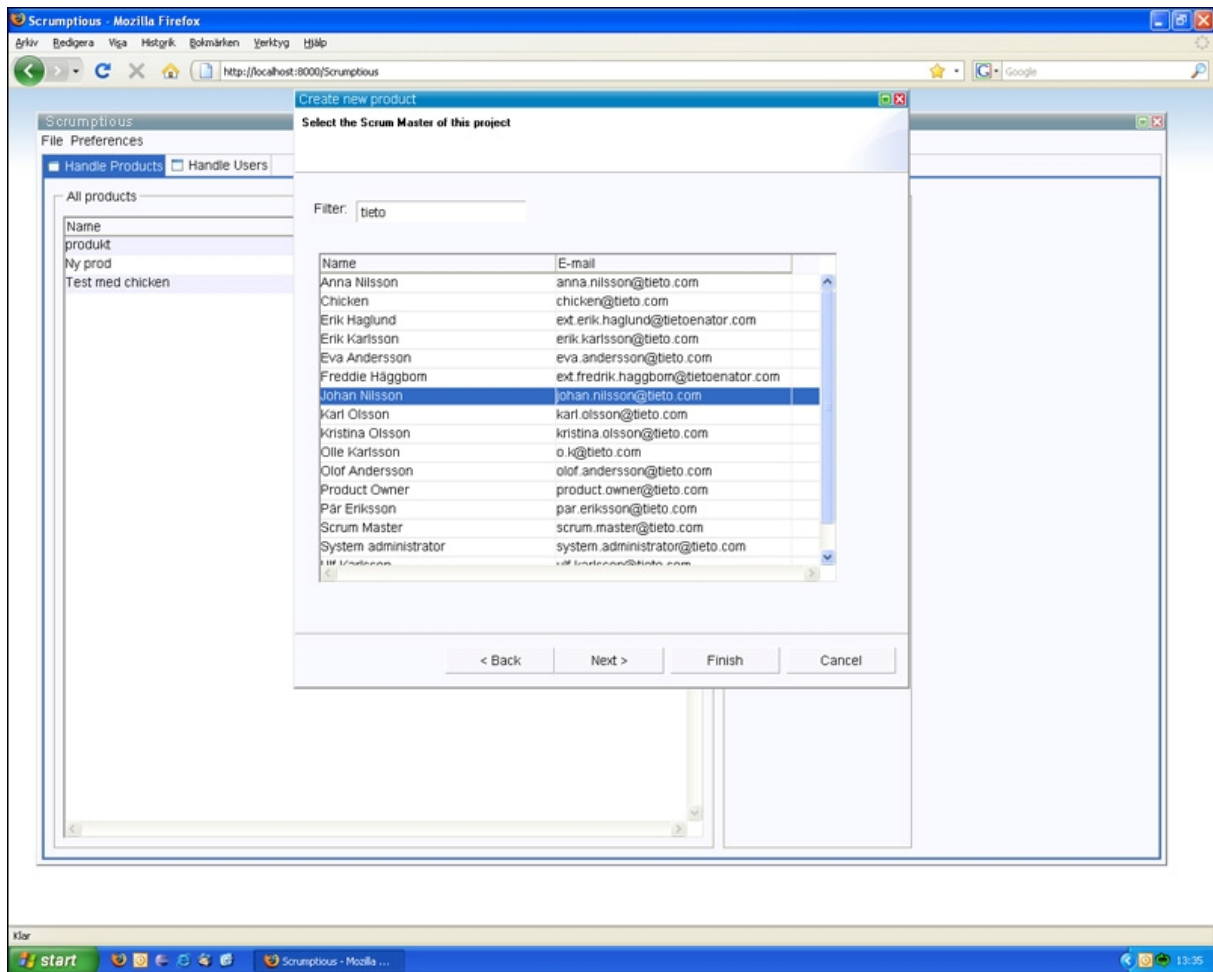 Scrumptious - Mozilla Firefox
Arkiv Redigera Visa Historik Bokmärken Verktyg Hjälp
http://localhost:8000/Scrumptious
Google
Scrumptious
File Preferences
Handle Products Handle Users
All products
Name
produkt
Ny prod
Test med chicken
Create new product
Select the Scrum Master of this project
Filter: tieto
Name E-mail
Anna Nilsson anna.nilsson@tieto.com
Chicken chicken@tieto.com
Erik Haglund ext.erik.haglund@tietoenator.com
Erik Karlsson erik.karlsson@tieto.com
Eva Andersson eva.andersson@tieto.com
Freddie Häggbom ext.fredrik.haggbom@tietoenator.com
Johan Nilsson johan.nilsson@tieto.com
Karl Olsson karl.olsson@tieto.com
Kristina Olsson kristina.olsson@tieto.com
Olle Karlsson o.k@tieto.com
Olof Andersson olof.andersson@tieto.com
Product Owner product.owner@tieto.com
Pär Eriksson par.eriksson@tieto.com
Scrum Master scrum.master@tieto.com
System administrator system.administrator@tieto.com
Ulf Karlsson ulf.karlsson@tieto.com
< Back Next > Finish Cancel
Klar
start Scrumptious - Mozilla ... 13:35